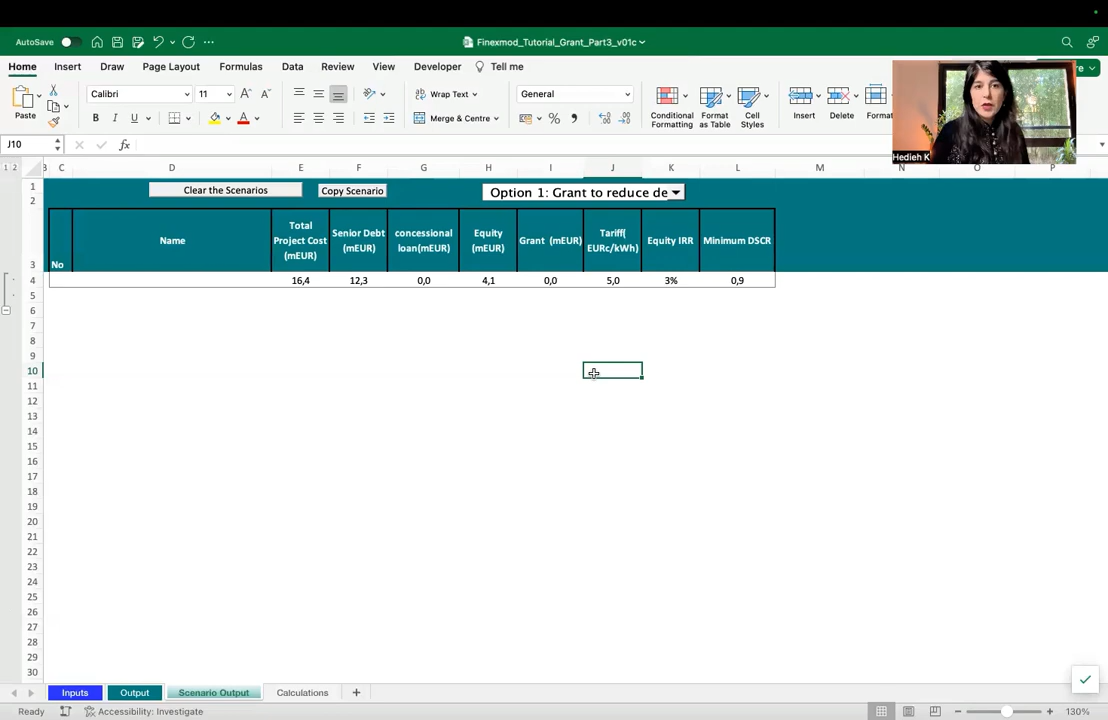 AutoSave
Finexmod_Tutorial_Grant_Part3_v01c
Home Insert Draw Page Layout Formulas Data Review View Developer Tell me
Paste
Calibri 11
B I U
Wrap Text
Merge & Centre
General
Conditional Formatting
Format as Table
Cell Styles
Insert
Delete
Format
Hedieh K
J10
fx
1 2
B C D E F G H I J K L M N O P
Clear the Scenarios Copy Scenario Option 1: Grant to reduce de
No Name Total Project Cost (mEUR) Senior Debt (mEUR) concessional loan(mEUR) Equity (mEUR) Grant (mEUR) Tariff( EURc/kWh) Equity IRR Minimum DSCR
1
2
3
4 16,4 12,3 0,0 4,1 0,0 5,0 3% 0,9
5
6
7
8
9
10
11
12
13
14
15
16
17
18
19
20
21
22
23
24
25
26
27
28
29
30
Inputs Output Scenario Output Calculations
Ready Accessibility: Investigate 130%